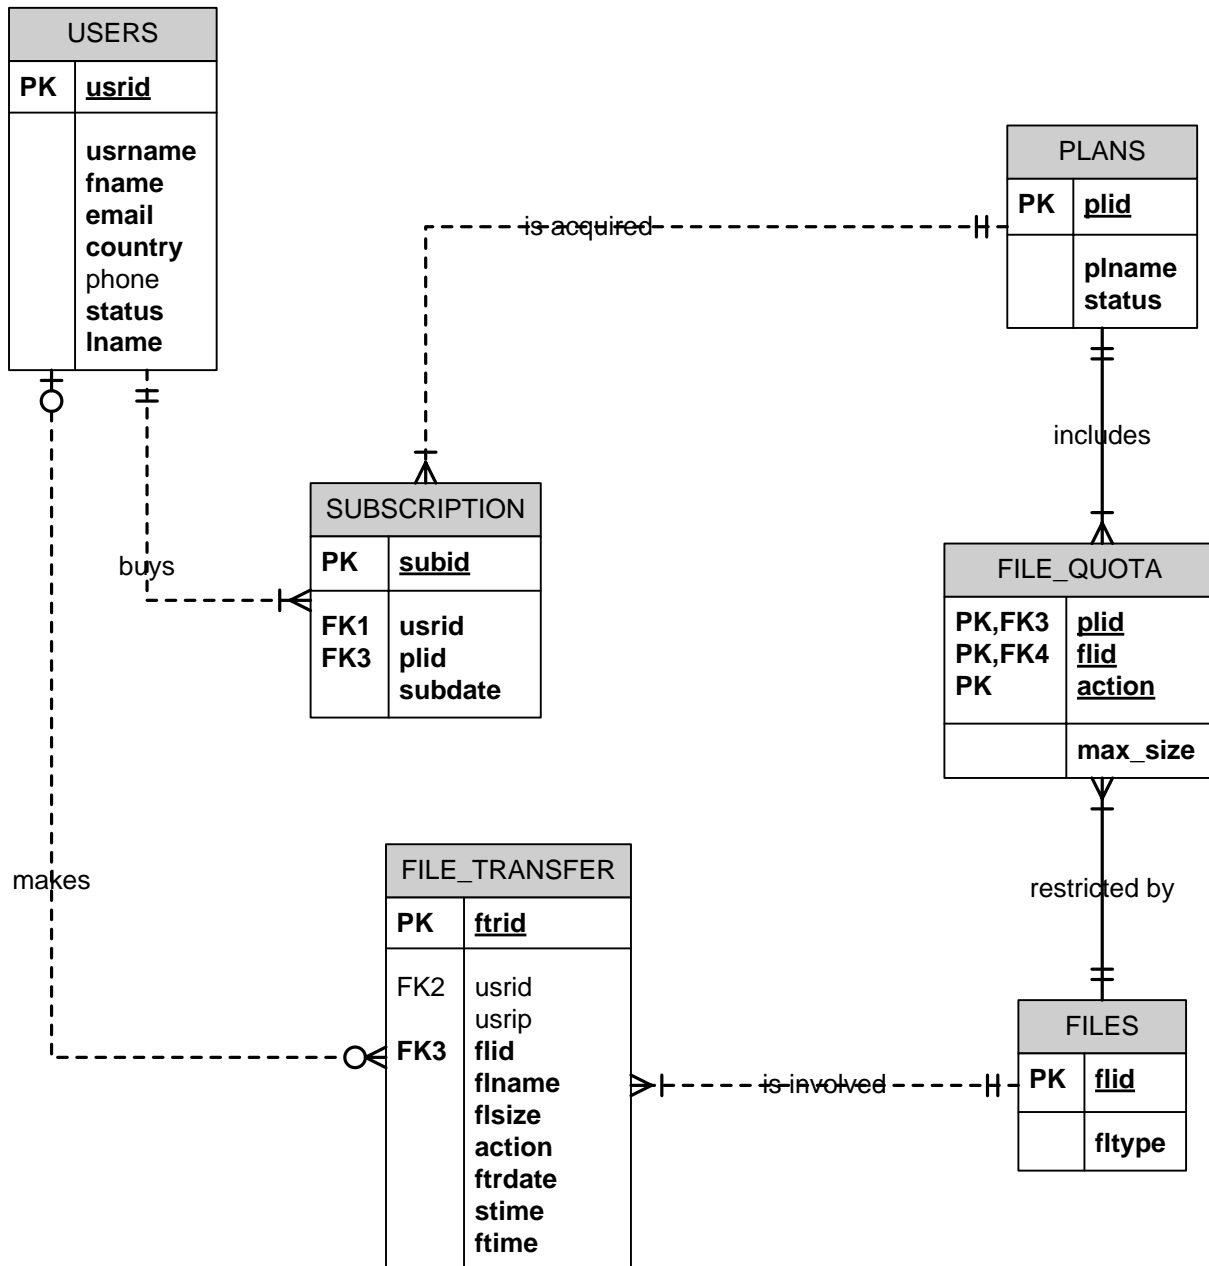 USERS
PK usrid
usrname
fname
email
country
phone
status
lname
PLANS
PK plid
plname
status
is acquired
includes
buys
SUBSCRIPTION
PK subid
FK1 usrid
FK3 plid
subdate
FILE_QUOTA
PK,FK3 plid
PK,FK4 flid
PK action
max_size
makes
restricted by
FILE_TRANSFER
PK ftrid
FK2 usrid
usrip
FK3 flid
flname
flsize
action
ftrdate
stime
ftime
is involved
FILES
PK flid
fltype